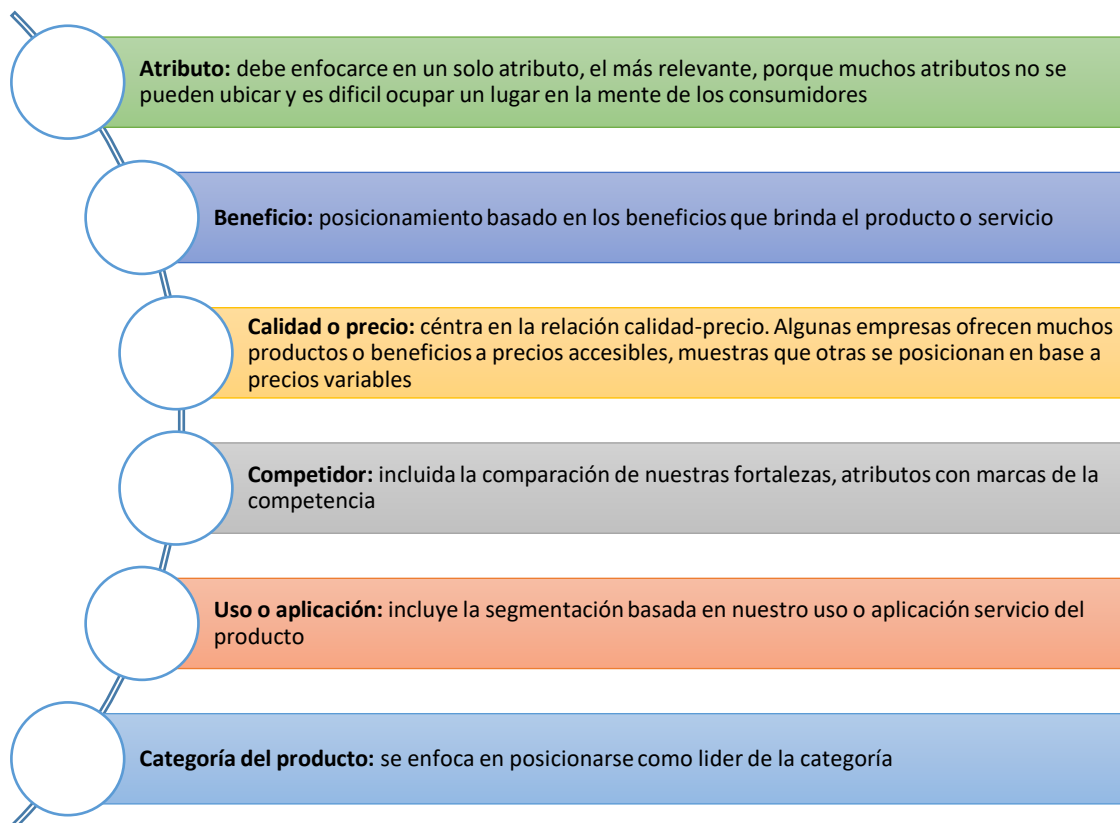 Atributo: debe enfocarce en un solo atributo, el más relevante, porque muchos atributos no se
pueden ubicar y es dificil ocupar un lugar en la mente de los consumidores
Beneficio: posicionamiento basado en los beneficios que brinda el producto o servicio
Calidad o precio: céntra en la relación calidad-precio. Algunas empresas ofrecen muchos
productos o beneficios a precios accesibles, muestras que otras se posicionan en base a
precios variables
Competidor: incluida la comparación de nuestras fortalezas, atributos con marcas de la
competencia
Uso o aplicación: incluye la segmentación basada en nuestro uso o aplicación servicio del
producto
Categoría del producto: se enfoca en posicionarse como lider de la categoría